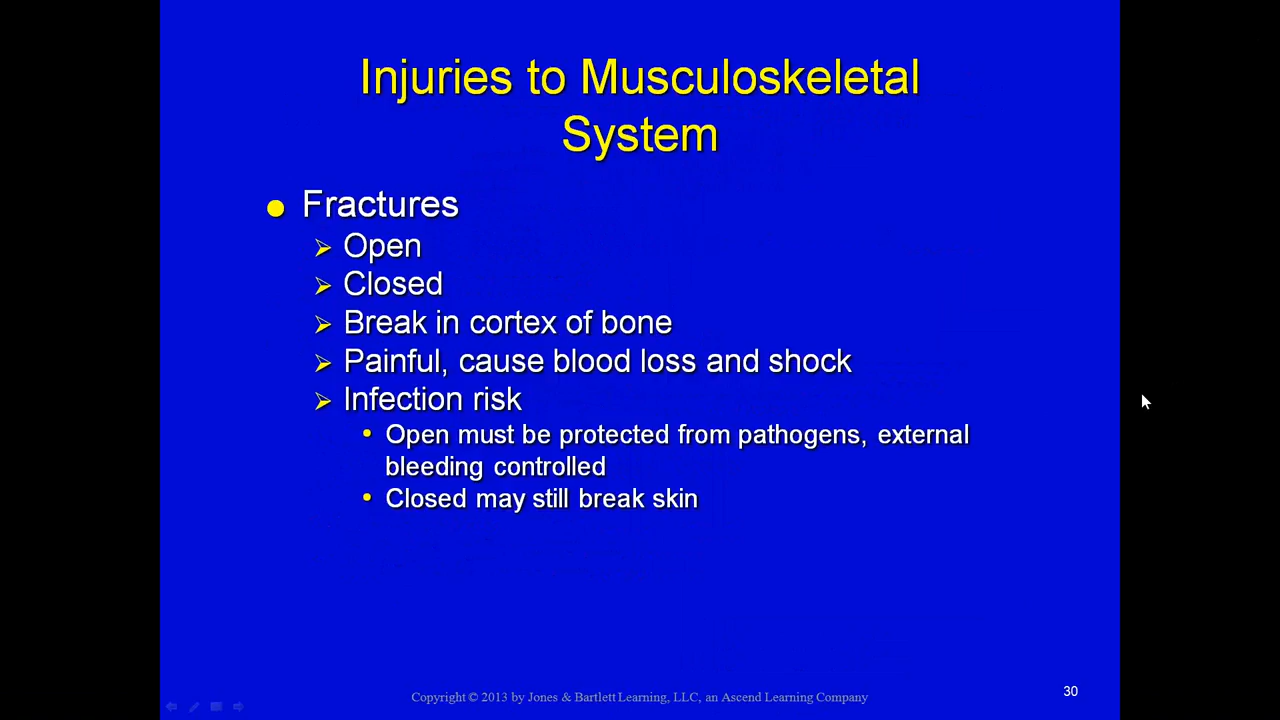 Injuries to Musculoskeletal
System
Fractures
Open
Closed
Break in cortex of bone
Painful, cause blood loss and shock
Infection risk
Open must be protected from pathogens, external
bleeding controlled
Closed may still break skin
30
Copyright © 2013 by Jones & Bartlett Learning, LLC, an Ascend Learning Company